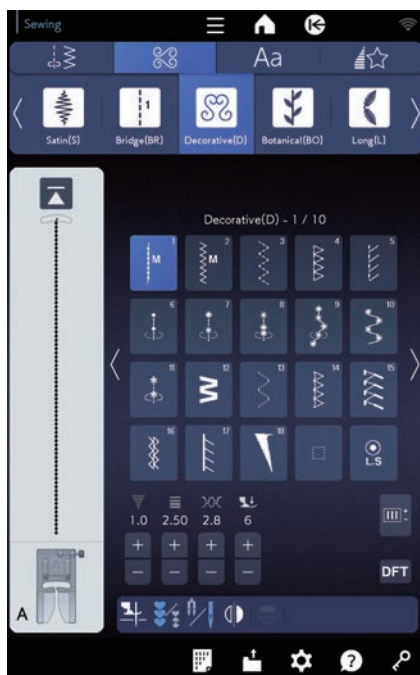 Sewing
Aa
1
Satin(S) Bridge(BR) Decorative(D) Botanical(BO) Long(L)
Decorative(D) - 1 / 10
1 2 3 4 5
M M
6 7 8 9 10
11 12 13 14 15
16 17 18
L.S
1.0 2.50 2.8 6
+ + + +
− − − −
DFT
A
?